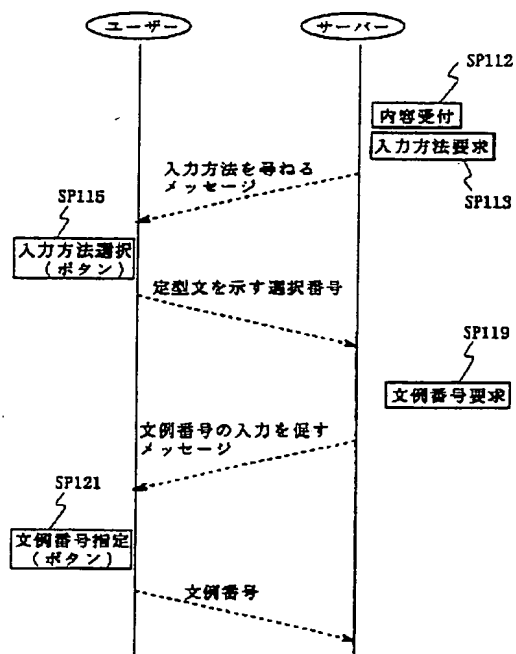 ユーザー
サーバー
SP112
内容受付
入力方法要求
SP113
入力方法を尋ねる
メッセージ
SP115
入力方法選択
(ボタン)
定型文を示す選択番号
SP119
文例番号要求
文例番号の入力を促す
メッセージ
SP121
文例番号指定
(ボタン)
文例番号